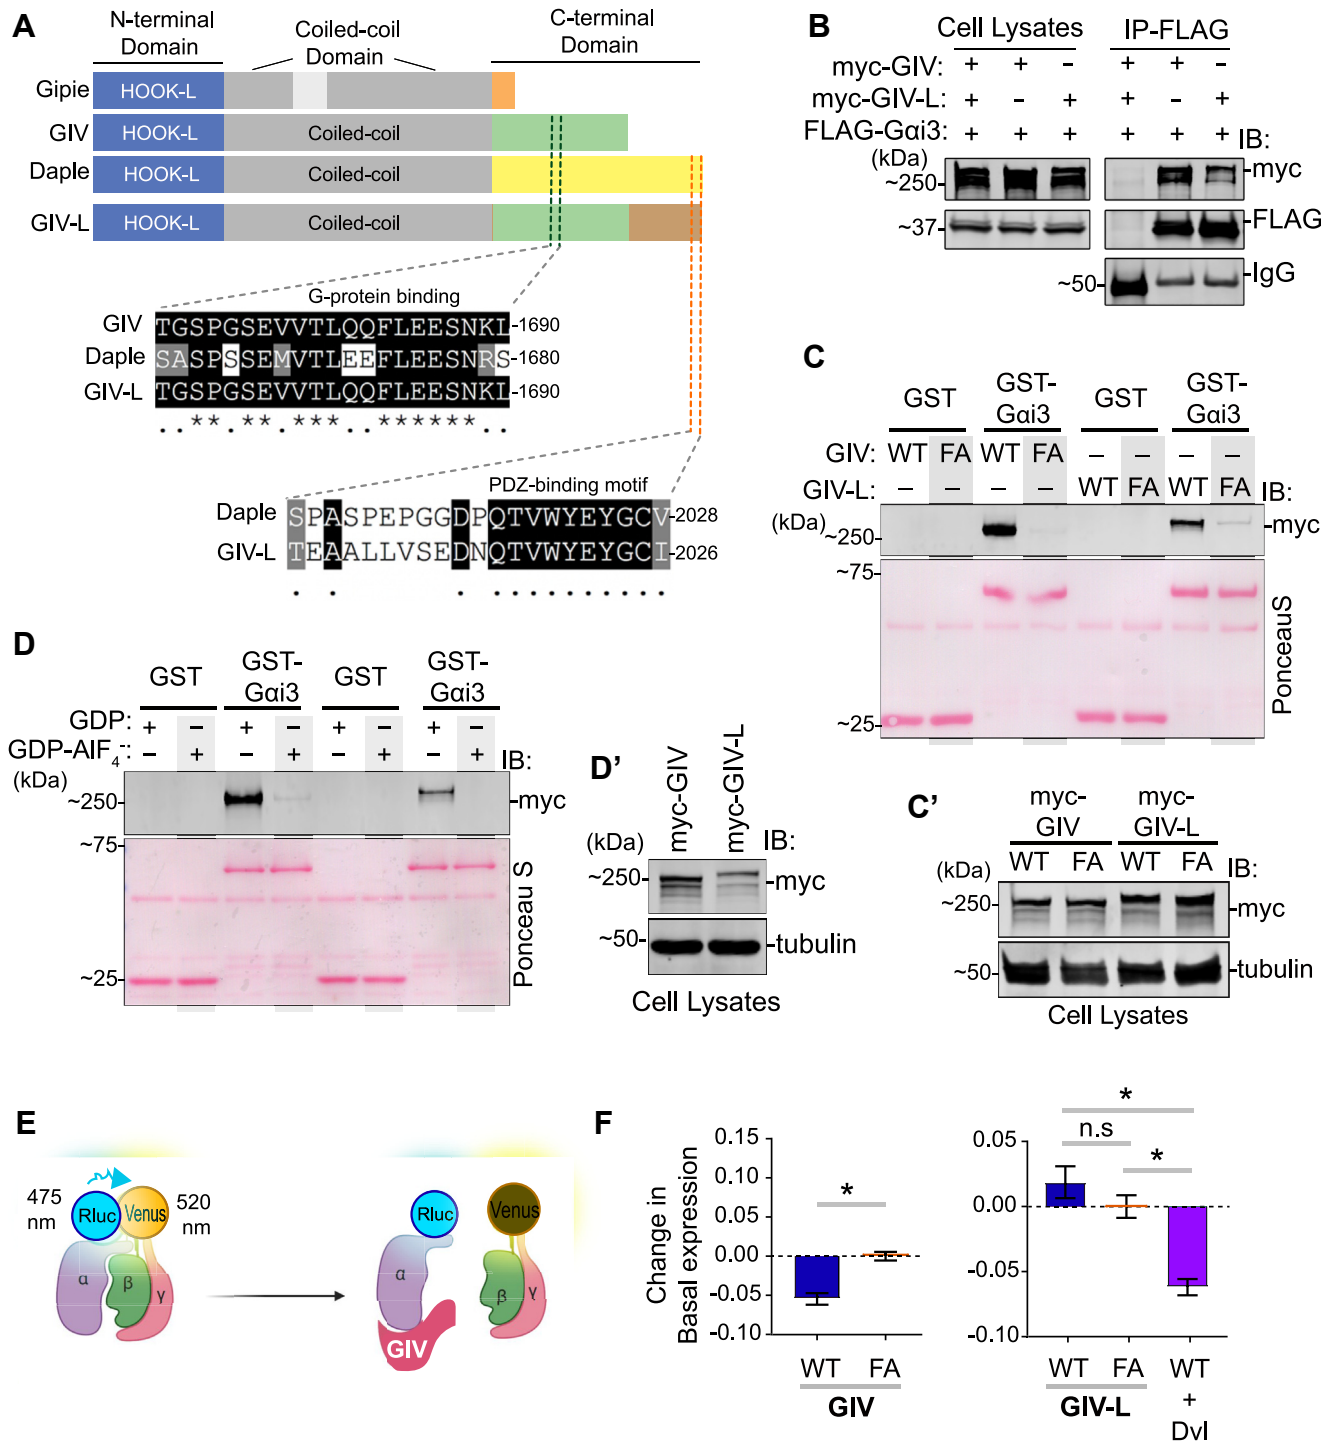 A
N-terminal
Domain
Coiled-coil
Domain
C-terminal
Domain
Gipie HOOK-L
GIV HOOK-L Coiled-coil
Daple HOOK-L Coiled-coil
GIV-L HOOK-L Coiled-coil
G-protein binding
GIV TGSPGSEVVTLQQFLEESNKL -1690
Daple SASPSSEMVTLEEFLEESNRS -1680
GIV-L TGSPGSEVVTLQQFLEESNKL -1690
..**.**.***..******..
PDZ-binding motif
Daple SPASPEPGGDPQTVWYEYGCV -2028
GIV-L TEAALLVSEDNQTVWYEYGCI -2026
. . . . . . . . . . . . .
B
Cell Lysates IP-FLAG
myc-GIV: + + - + + -
myc-GIV-L: + - + + - +
FLAG-Gαi3: + + + + + + IB:
(kDa)
~250 -myc
~37 -FLAG
~50 -IgG
C
GST GST-Gαi3 GST GST-Gαi3
GIV: WT FA WT FA – – – –
GIV-L: – – – – WT FA WT FA IB:
(kDa)
~250 -myc
~75
~25
PonceauS
D
GST GST-Gαi3 GST GST-Gαi3
GDP: + – + – + – + –
GDP-AlF4-: – + – + – + – + IB:
(kDa)
~250 -myc
~75
~25
Ponceau S
D'
myc-GIV
myc-GIV-L
(kDa) IB:
~250 -myc
~50 -tubulin
Cell Lysates
C'
myc-GIV myc-GIV-L
(kDa) WT FA WT FA IB:
~250 -myc
~50 -tubulin
Cell Lysates
E
475 nm
Rluc Venus
520 nm
α β γ
Rluc Venus
α β γ
GIV
F
Change in
Basal expression
0.15
0.10
0.05
0.00
-0.05
-0.10
*
WT FA
GIV
0.05
0.00
-0.05
-0.10
*
n.s
*
WT FA WT
+
Dvl
GIV-L